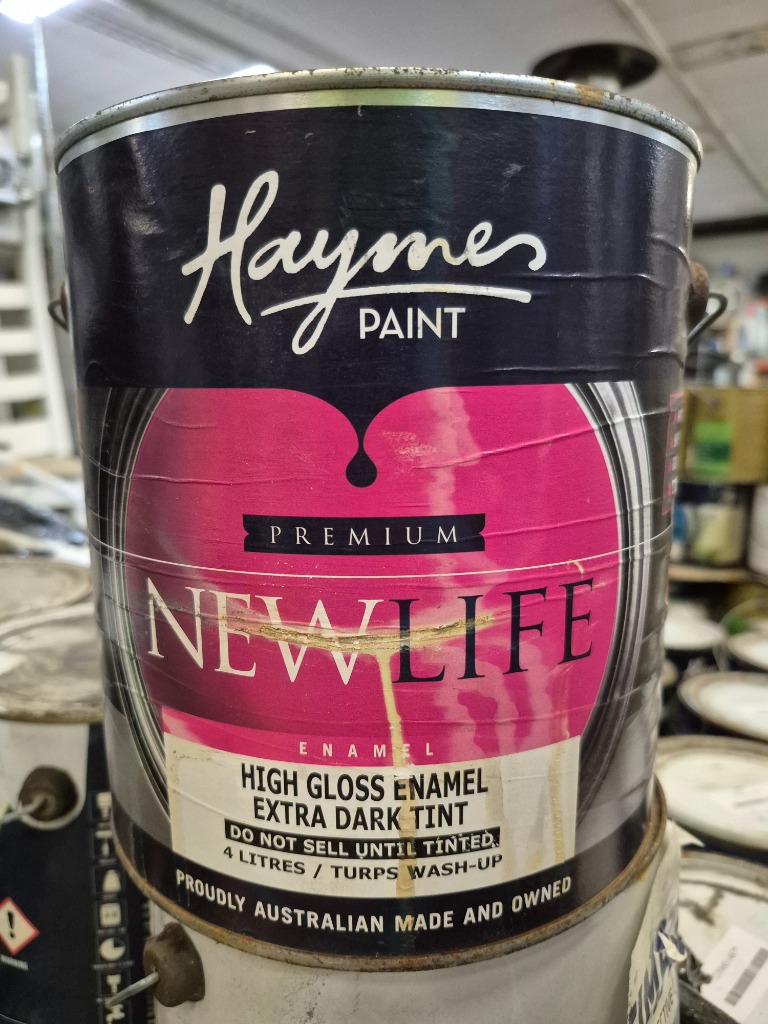 Haymes
PAINT
PREMIUM
NEWLIFE
ENAMEL
HIGH GLOSS ENAMEL
EXTRA DARK TINT
DO NOT SELL UNTIL TINTED.
4 LITRES / TURPS WASH-UP
PROUDLY AUSTRALIAN MADE AND OWNED
WARNING